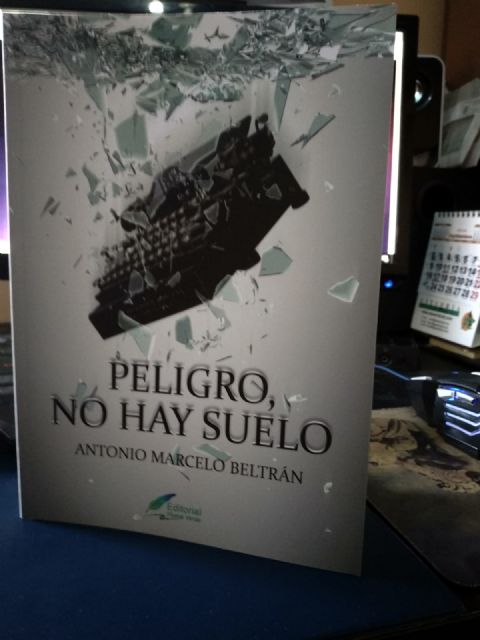 PELIGRO,
NO HAY SUELO
ANTONIO MARCELO BELTRÁN
Editorial